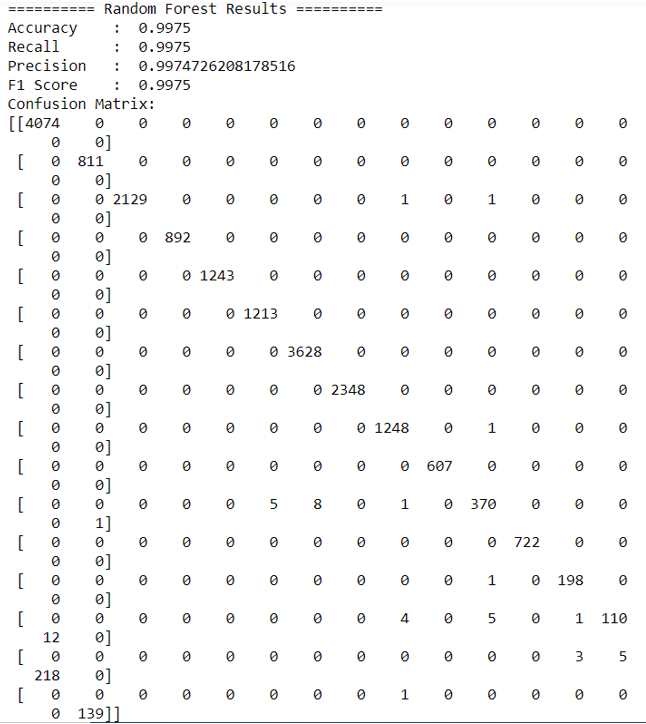 ========== Random Forest Results ==========
Accuracy    :  0.9975
Recall      :  0.9975
Precision   :  0.9974726208178516
F1 Score    :  0.9975
Confusion Matrix:
[[4074    0    0    0    0    0    0    0    0    0    0    0    0    0
     0    0]
 [   0  811    0    0    0    0    0    0    0    0    0    0    0    0
     0    0]
 [   0    0 2129    0    0    0    0    0    1    0    1    0    0    0
     0    0]
 [   0    0    0  892    0    0    0    0    0    0    0    0    0    0
     0    0]
 [   0    0    0    0 1243    0    0    0    0    0    0    0    0    0
     0    0]
 [   0    0    0    0    0 1213    0    0    0    0    0    0    0    0
     0    0]
 [   0    0    0    0    0    0 3628    0    0    0    0    0    0    0
     0    0]
 [   0    0    0    0    0    0    0 2348    0    0    0    0    0    0
     0    0]
 [   0    0    0    0    0    0    0    0 1248    0    1    0    0    0
     0    0]
 [   0    0    0    0    0    0    0    0    0  607    0    0    0    0
     0    0]
 [   0    0    0    0    0    5    8    0    1    0  370    0    0    0
     0    1]
 [   0    0    0    0    0    0    0    0    0    0    0  722    0    0
     0    0]
 [   0    0    0    0    0    0    0    0    0    0    1    0  198    0
     0    0]
 [   0    0    0    0    0    0    0    0    4    0    5    0    1  110
    12    0]
 [   0    0    0    0    0    0    0    0    0    0    0    0    3    5
   218    0]
 [   0    0    0    0    0    0    0    0    1    0    0    0    0    0
     0  139]]